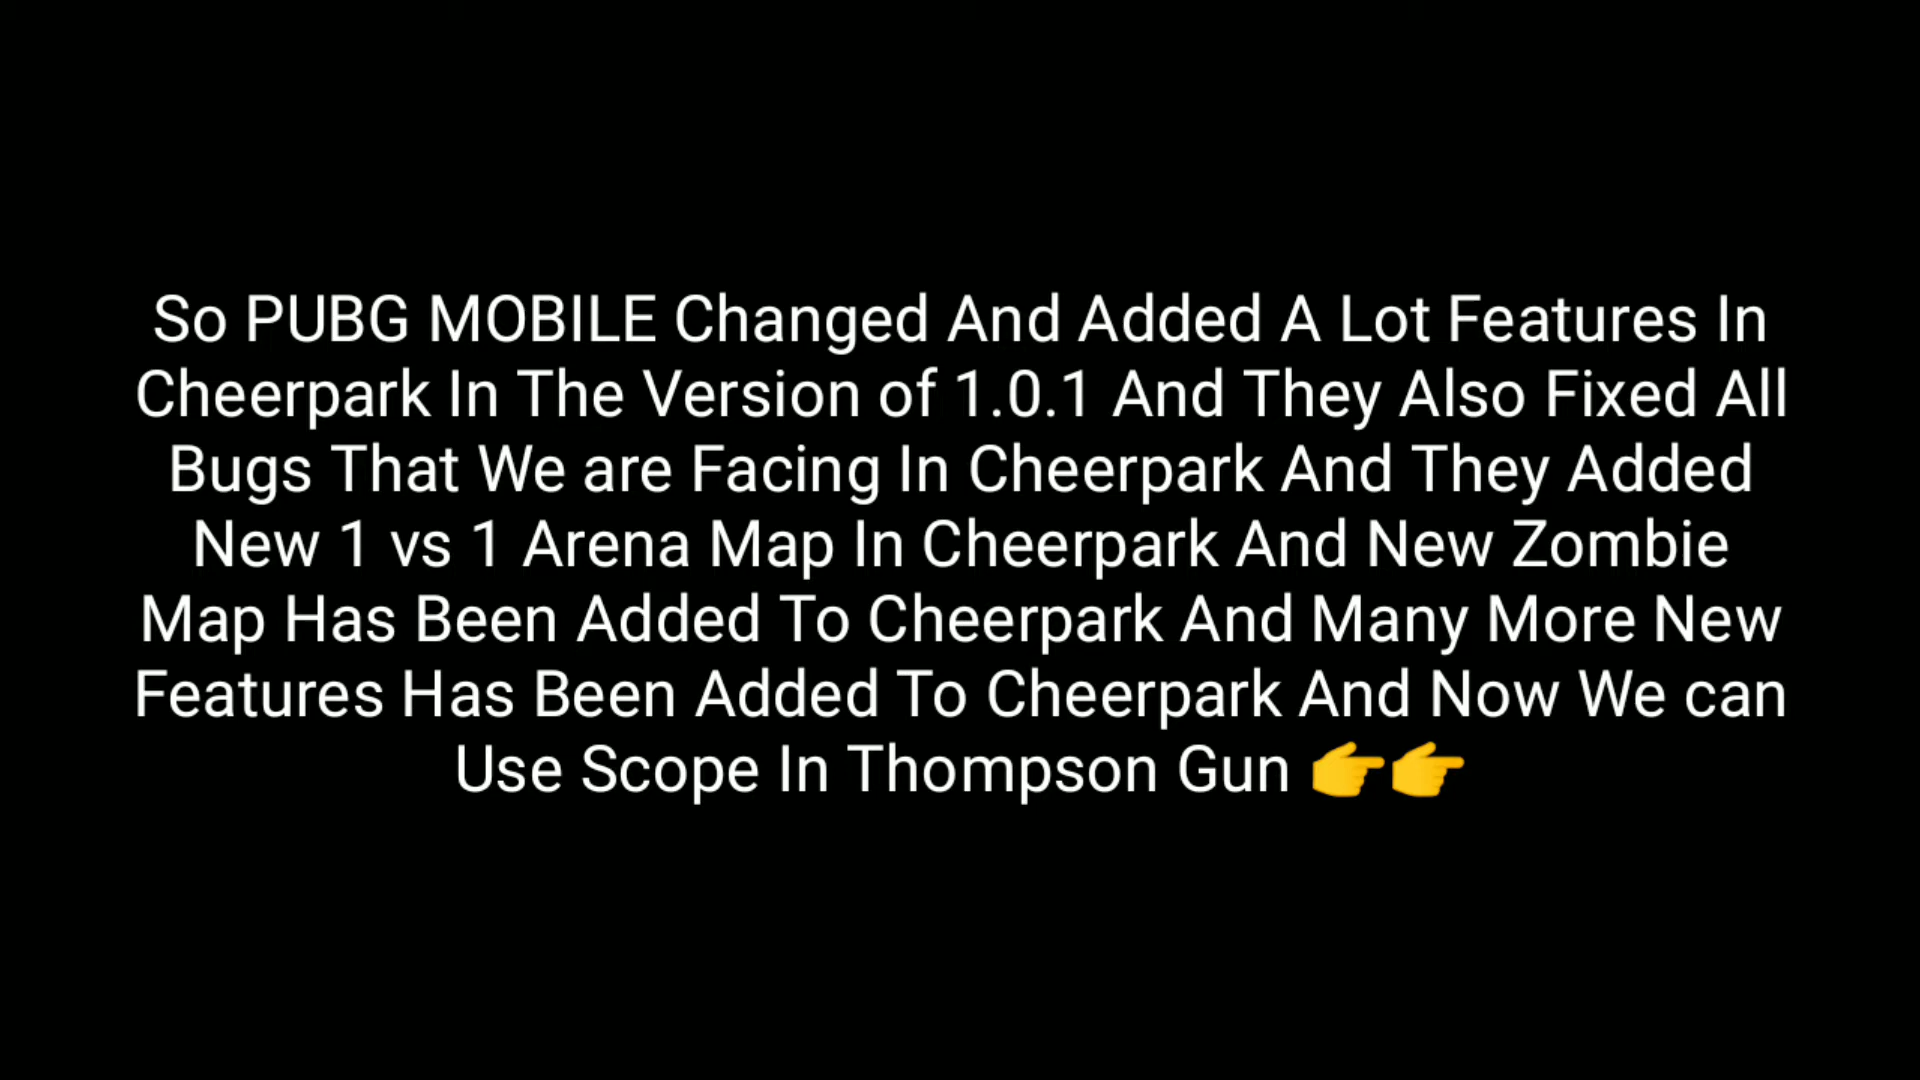 So PUBG MOBILE Changed And Added A Lot Features In
Cheerpark In The Version of 1.0.1 And They Also Fixed All
Bugs That We are Facing In Cheerpark And They Added
New 1 vs 1 Arena Map In Cheerpark And New Zombie
Map Has Been Added To Cheerpark And Many More New
Features Has Been Added To Cheerpark And Now We can
Use Scope In Thompson Gun 👉👉